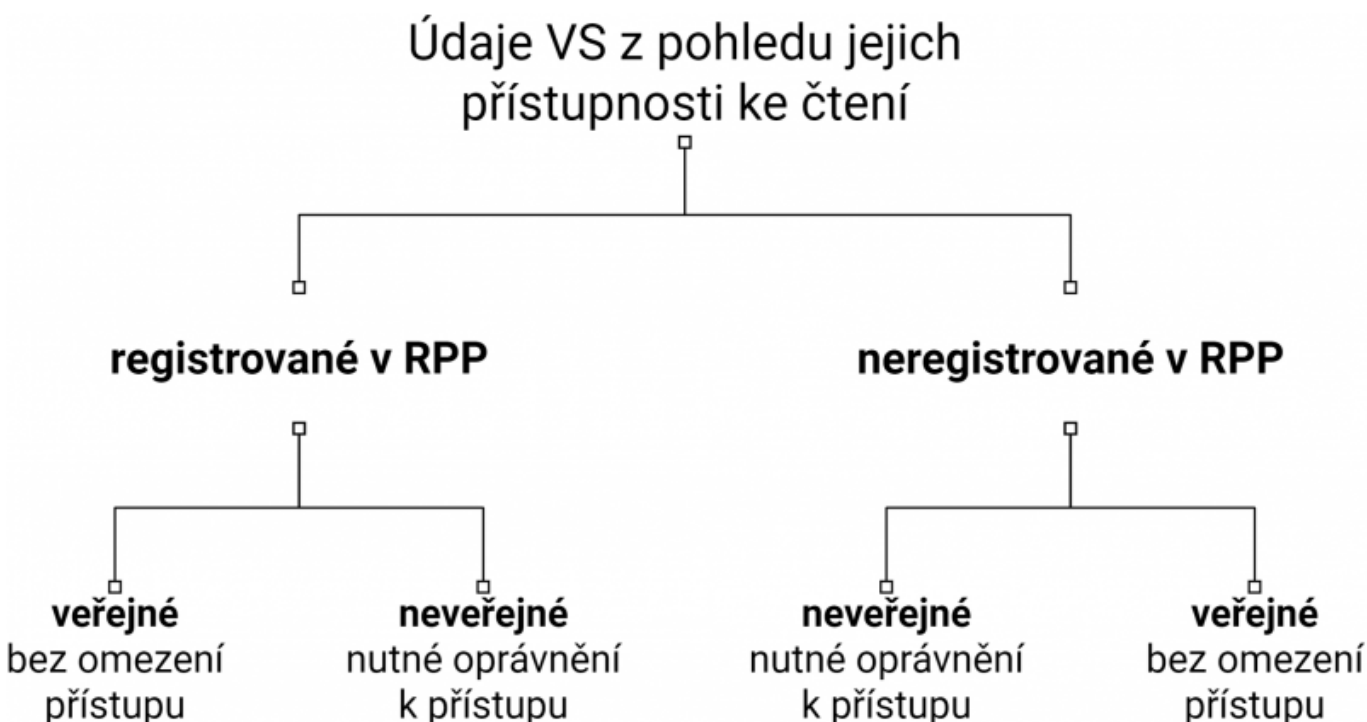 Údaje VS z pohledu jejich
přístupnosti ke čtení
registrované v RPP
neregistrované v RPP
veřejné
bez omezení
přístupu
neveřejné
nutné oprávnění
k přístupu
neveřejné
nutné oprávnění
k přístupu
veřejné
bez omezení
přístupu